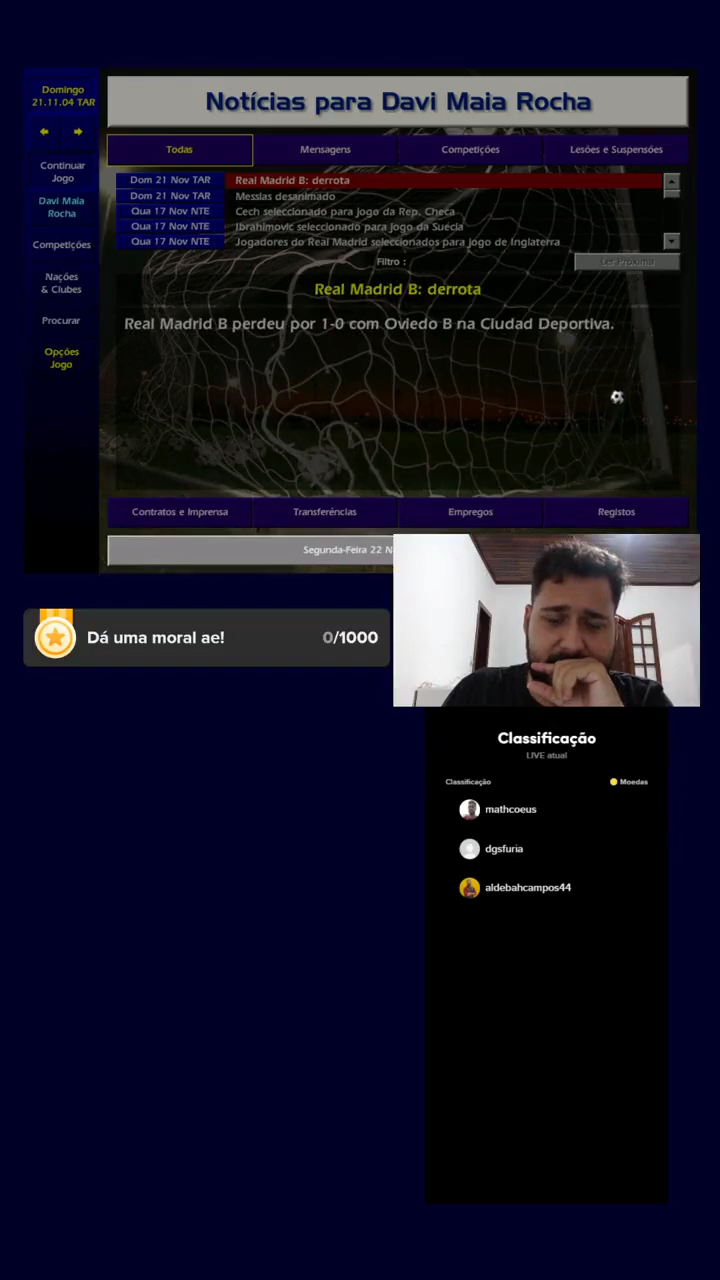 Domingo
21.11.04 TAR
Continuar
Jogo
Davi Maia
Rocha
Competições
Nações
& Clubes
Procurar
Opções
Jogo
Notícias para Davi Maia Rocha
Todas
Mensagens
Competições
Lesões e Suspensões
Dom 21 Nov TAR Real Madrid B: derrota
Dom 21 Nov TAR Messias desanimado
Qua 17 Nov NTE Cech seleccionado para jogo da Rep. Checa
Qua 17 Nov NTE Ibrahimovic seleccionado para jogo da Suécia
Qua 17 Nov NTE Jogadores do Real Madrid seleccionados para jogo de Inglaterra
Filtro :
Ler Próxima
Real Madrid B: derrota
Real Madrid B perdeu por 1-0 com Oviedo B na Ciudad Deportiva.
Contratos e Imprensa
Transferências
Empregos
Registos
Segunda-Feira 22 N
Dá uma moral ae! 0/1000
Classificação
LIVE atual
Classificação Moedas
mathcoeus
dgsfuria
aldebahcampos44